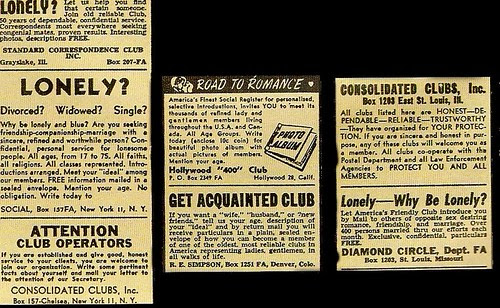 LONELY? Let us help you find
that certain someone.
Join old reliable Club,
50 years of dependable, confidential service.
Correspondents most everywhere seeking
congenial mates, proven results. Interesting
photos, descriptions FREE.
STANDARD CORRESPONDENCE CLUB
INC.
Grayslake, Ill. Box 207-FA
LONELY?
Divorced? Widowed? Single?
Why be lonely and blue? Are you seeking
friendship-companionship-marriage with a
sincere, refined and worthwhile person? Con-
fidential, personal service for lonesome
people. All ages, from 17 to 75. All faiths,
all religions. All classes represented. Intro-
ductions arranged. Meet your "ideal" among
our members. FREE information mailed in a
sealed envelope. Mention your age. No
obligation. Write today to
SOCIAL, Box 157FA, New York 11, N. Y.
ATTENTION
CLUB OPERATORS
If you are established and give good, honest
service to your clients, you are welcome to
join our organization. Write some pertinent
facts about yourself and mail your letter to
the attention of our Secretary.
CONSOLIDATED CLUBS, INC.
Box 157-Chelsea, New York 11, N. Y.
ROAD TO ROMANCE
America's Finest Social Register for personalized,
selective introductions, invites YOU to meet its
thousands of refined lady and
gentlemen members living
throughout the U.S.A. and Can-
ada. All Age Groups. Write
today (enclose 10c coin) for
beautiful photo album with
actual pictures of members.
Mention your age.
PHOTO
ALBUM
Hollywood "400" Club
P. O. Box 2349 FA Hollywood 28, Calif.
GET ACQUAINTED CLUB
If you want a "wife," "husband," or "new
friends," tell us your age, description of
your "ideal" and by return mail you will
receive particulars in a plain, sealed en-
velope of how you can become a member
of one of the oldest, most reliable clubs in
America representing ladies, gentlemen, in
all walks of life.
R. E. SIMPSON, Box 1251 FA, Denver, Colo.
CONSOLIDATED CLUBS, Inc.
Box 1203 East St. Louis, Ill.
All clubs listed here are HONEST—DE-
PENDABLE—RELIABLE—TRUSTWORTHY
—They have organized for YOUR PROTEC-
TION. If you are sincere and honest in pur-
pose, any of these clubs will welcome you as
a member. All clubs co-operate with the
Postal Department and all Law Enforcement
Agencies to PROTECT YOU AND ALL
MEMBERS.
Lonely—Why Be Lonely?
Let America's Friendly Club introduce you
by Mail to others of opposite sex desiring
romance, friendship, and marriage. Over
400 persons married thru our efforts each
month. Exclusive, confidential, particulars
FREE.
DIAMOND CIRCLE, Dept. FA
Box 1203, St. Louis, Missouri